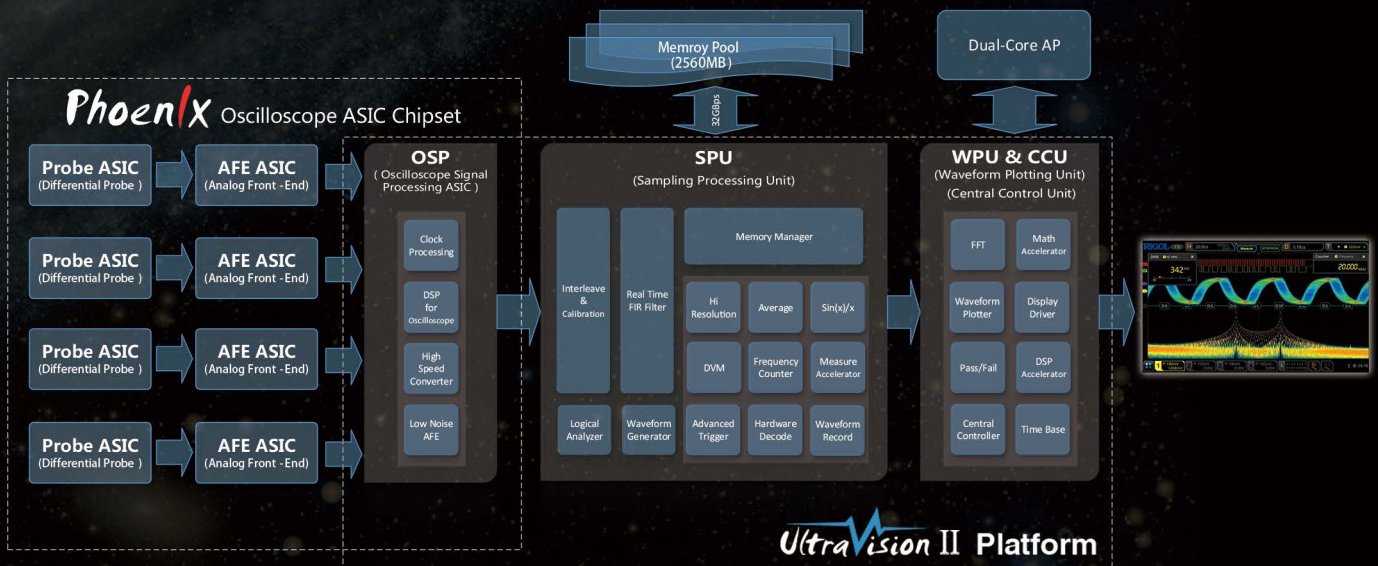 Memroy Pool
(2560MB)
Dual-Core AP
32GBps
Phoenix Oscilloscope ASIC Chipset
Probe ASIC
(Differential Probe )
AFE ASIC
(Analog Front -End)
Probe ASIC
(Differential Probe )
AFE ASIC
(Analog Front -End)
Probe ASIC
(Differential Probe )
AFE ASIC
(Analog Front -End)
Probe ASIC
(Differential Probe )
AFE ASIC
(Analog Front -End)
OSP
( Oscilloscope Signal
Processing ASIC )
Clock
Processing
DSP
for
Oscilloscope
High
Speed
Converter
Low Noise
AFE
SPU
(Sampling Processing Unit)
Interleave
&
Calibration
Real Time
FIR Filter
Memory Manager
Hi
Resolution
Average
Sin(x)/x
DVM
Frequency
Counter
Measure
Accelerator
Logical
Analyzer
Waveform
Generator
Advanced
Trigger
Hardware
Decode
Waveform
Record
WPU & CCU
(Waveform Plotting Unit)
(Central Control Unit)
FFT
Math
Accelerator
Waveform
Plotter
Display
Driver
Pass/Fail
DSP
Accelerator
Central
Controller
Time Base
RIGOL
H
D
T
Counter
342
20.000
1
UltraVision II Platform